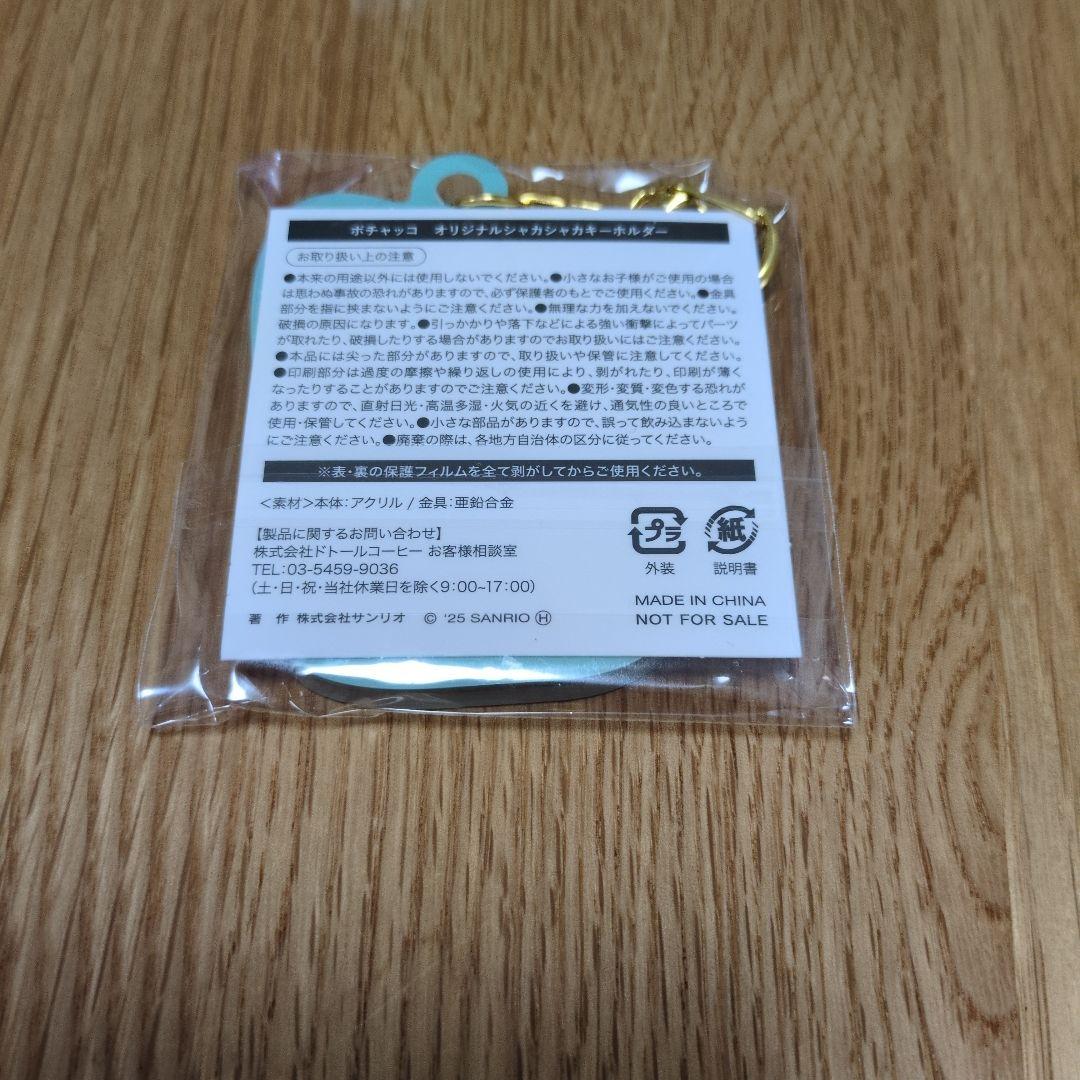 ポチャッコ　オリジナルシャカシャカキーホルダー
お取り扱い上の注意
●本来の用途以外には使用しないでください。●小さなお子様がご使用の場合
は思わぬ事故の恐れがありますので、必ず保護者のもとでご使用ください。●金具
部分を指に挟まないようにご注意ください。●無理な力を加えないでください。
破損の原因になります。●引っかかりや落下などによる強い衝撃によってパーツ
が取れたり、破損したりする場合がありますのでお取り扱いにはご注意ください。
●本品には尖った部分がありますので、取り扱いや保管に注意してください。
●印刷部分は過度の摩擦や繰り返しの使用により、剥がれたり、印刷が薄く
なったりすることがありますのでご注意ください。●変形・変質・変色する恐れが
ありますので、直射日光・高温多湿・火気の近くを避け、通気性の良いところで
使用・保管してください。●小さな部品がありますので、誤って飲み込まないよう
にご注意ください。●廃棄の際は、各地方自治体の区分に従ってください。
※表・裏の保護フィルムを全て剥がしてからご使用ください。
＜素材＞本体：アクリル / 金具：亜鉛合金
【製品に関するお問い合わせ】
株式会社ドトールコーヒー お客様相談室
TEL:03-5459-9036
（土・日・祝・当社休業日を除く9:00~17:00）
著　作　株式会社サンリオ　© '25 SANRIO Ⓗ
プラ
外装
紙
説明書
MADE IN CHINA
NOT FOR SALE